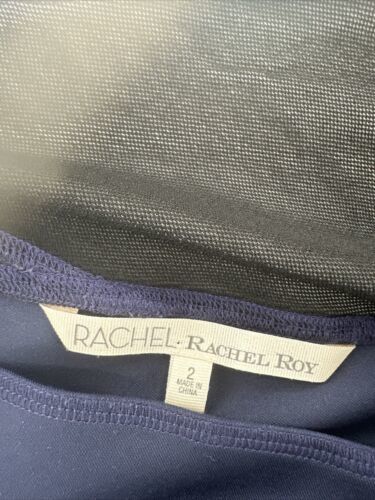 RACHEL · RACHEL ROY
2
MADE IN
CHINA